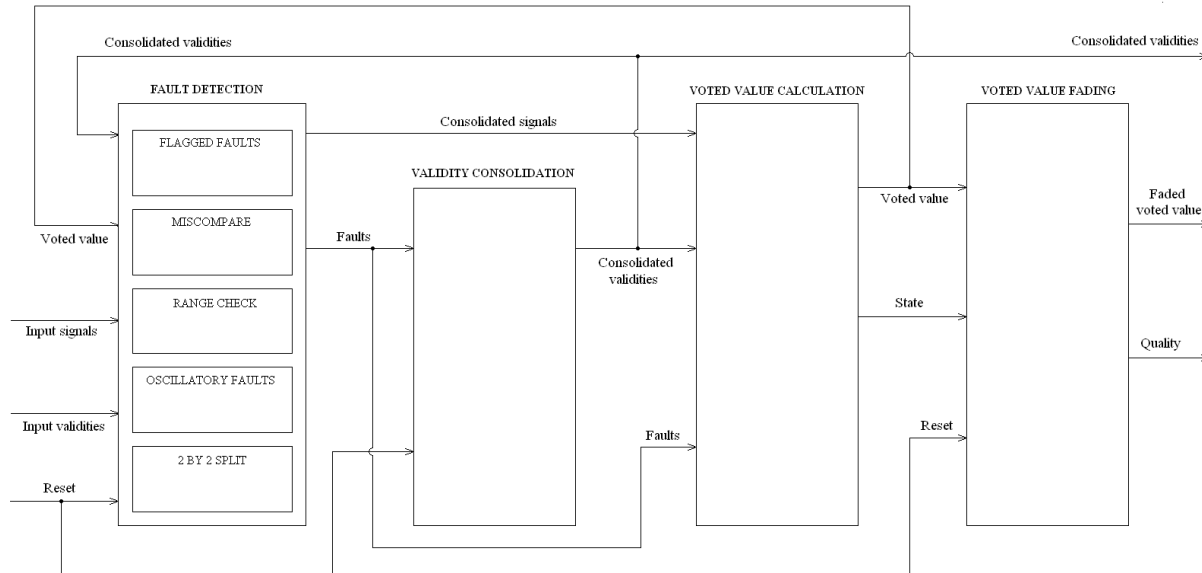 Consolidated validities
Consolidated validities
FAULT DETECTION
VOTED VALUE CALCULATION
VOTED VALUE FADING
Consolidated signals
FLAGGED FAULTS
VALIDITY CONSOLIDATION
MISCOMPARE
Voted value
Faults
Voted value
Faded
voted value
Consolidated
validities
RANGE CHECK
Input signals
State
Quality
OSCILLATORY FAULTS
Input validities
Faults
Reset
2 BY 2 SPLIT
Reset